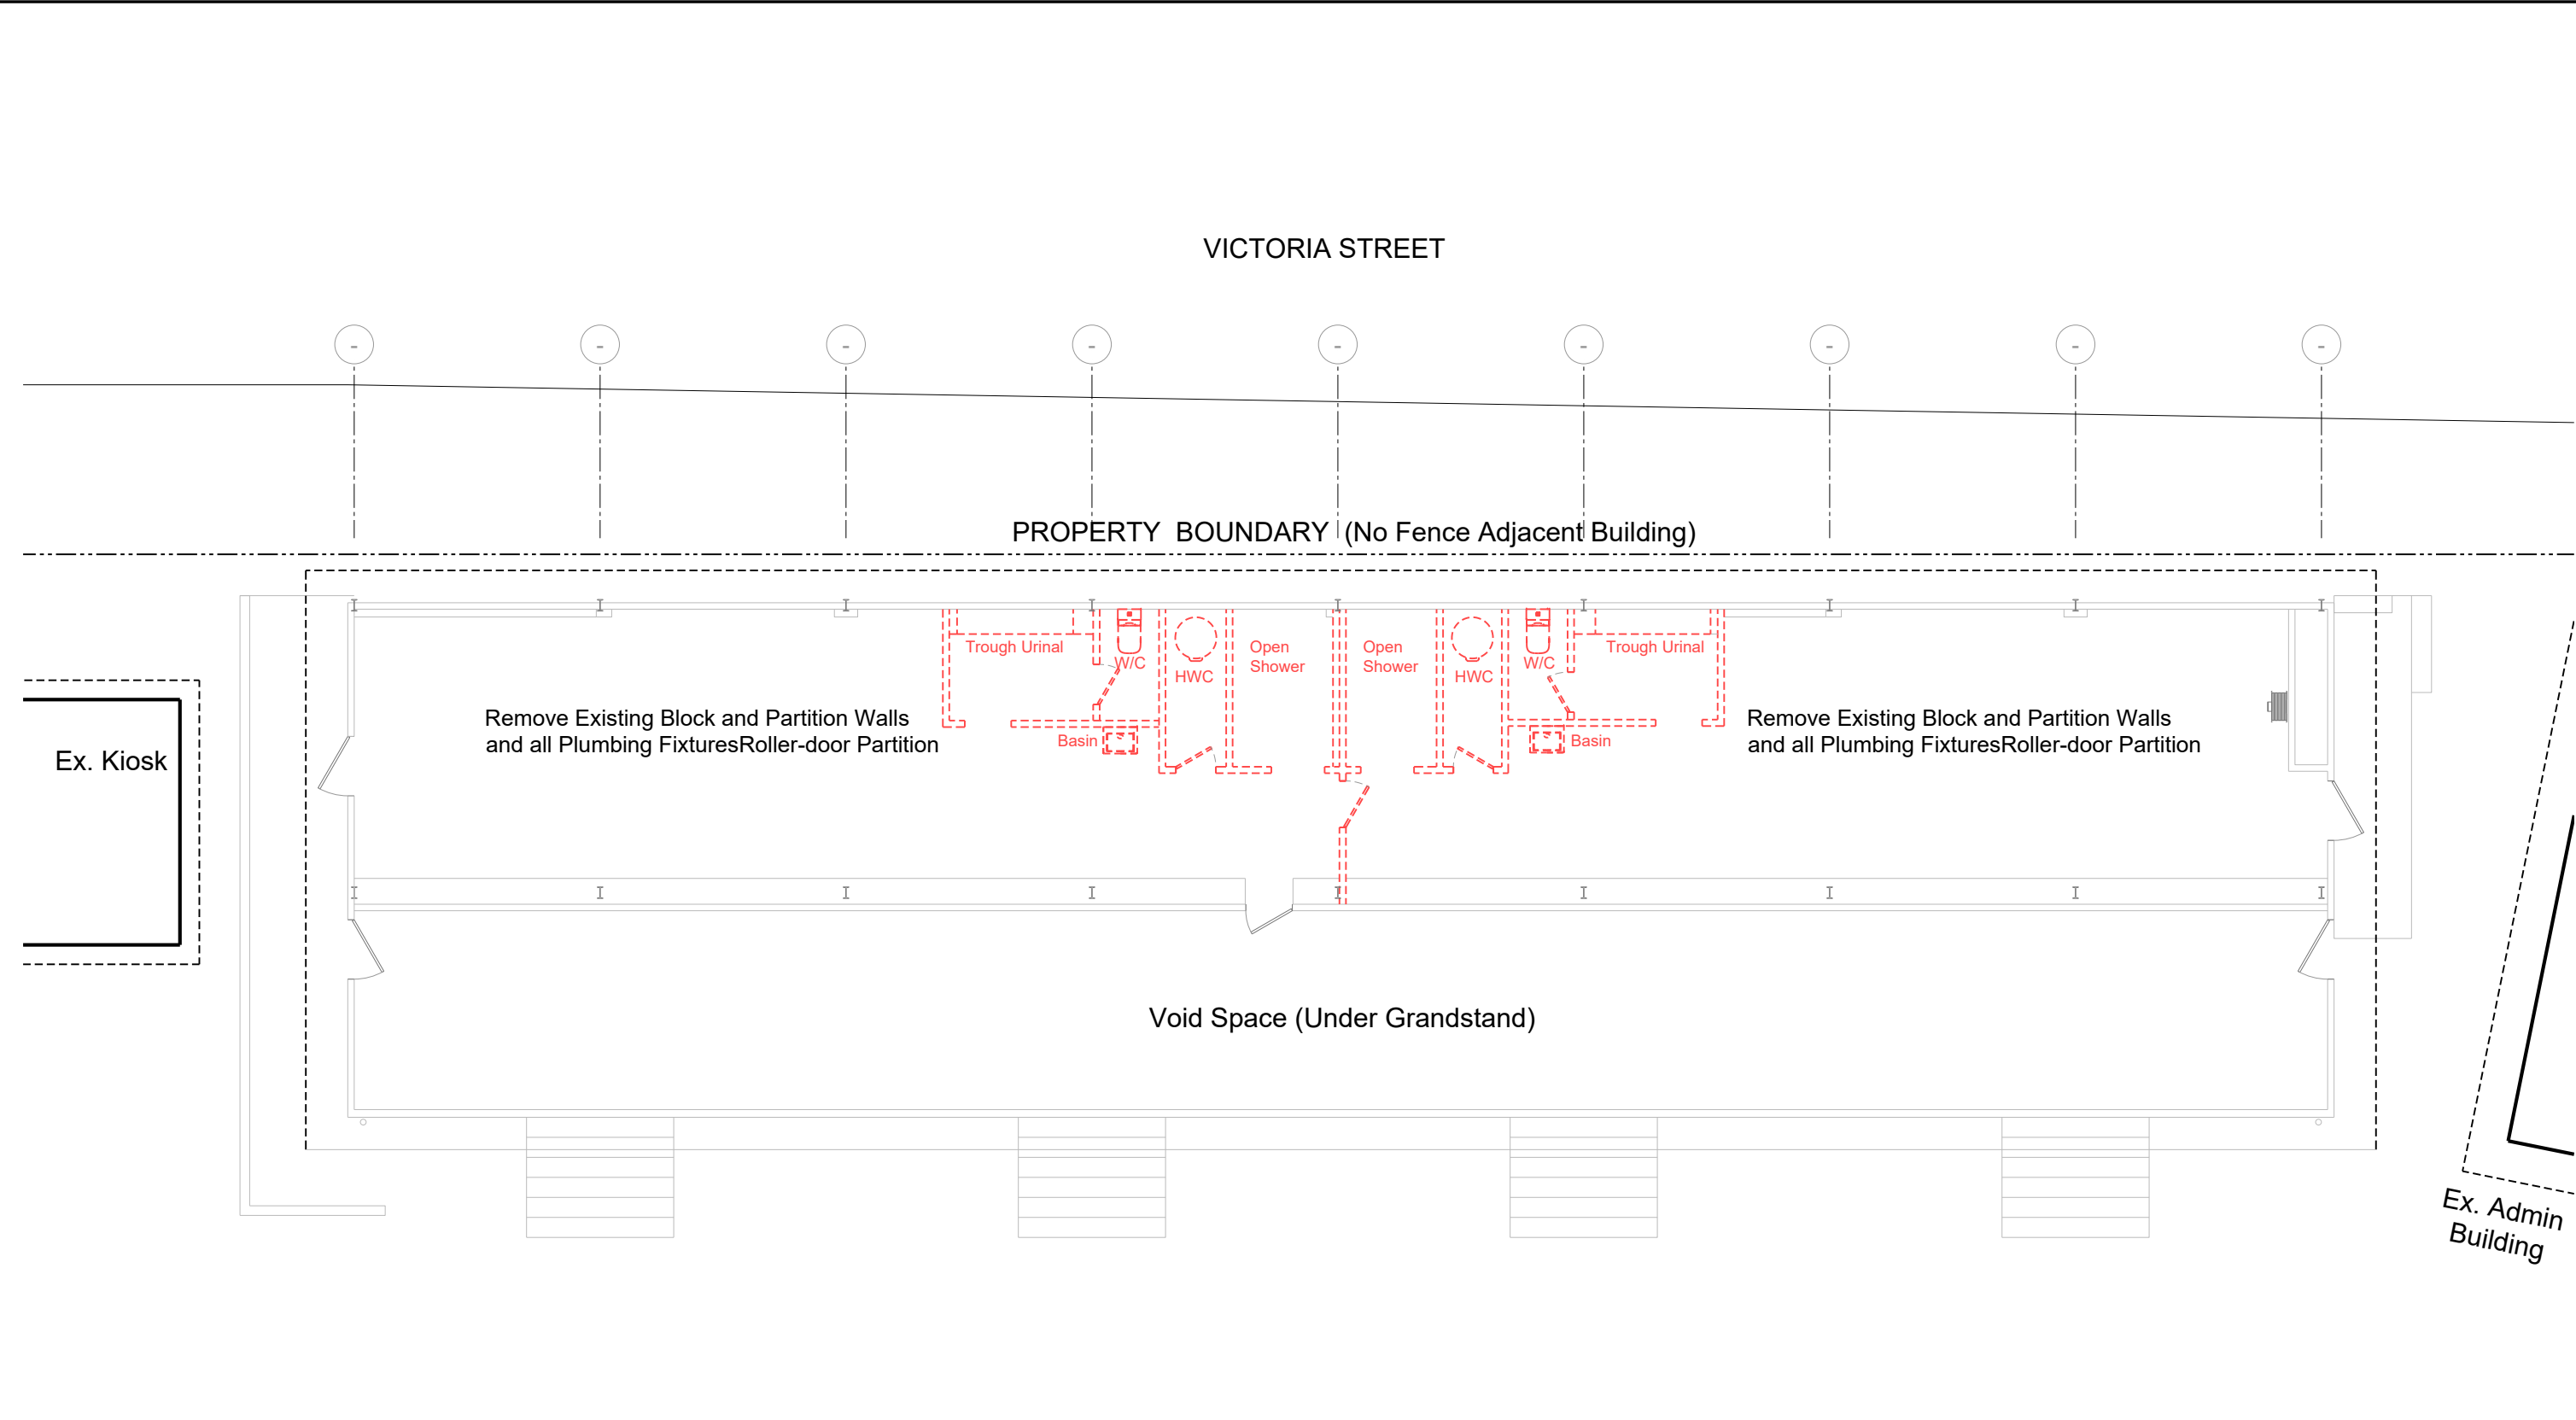 VICTORIA STREET
-
-
-
-
-
-
-
-
-
PROPERTY  BOUNDARY  (No Fence Adjacent Building)
Trough Urinal
W/C
HWC
Open
Shower
Open
Shower
HWC
W/C
Trough Urinal
Remove Existing Block and Partition Walls
and all Plumbing FixturesRoller-door Partition
Basin
Basin
Remove Existing Block and Partition Walls
and all Plumbing FixturesRoller-door Partition
Ex. Kiosk
Void Space (Under Grandstand)
Ex. Admin
Building